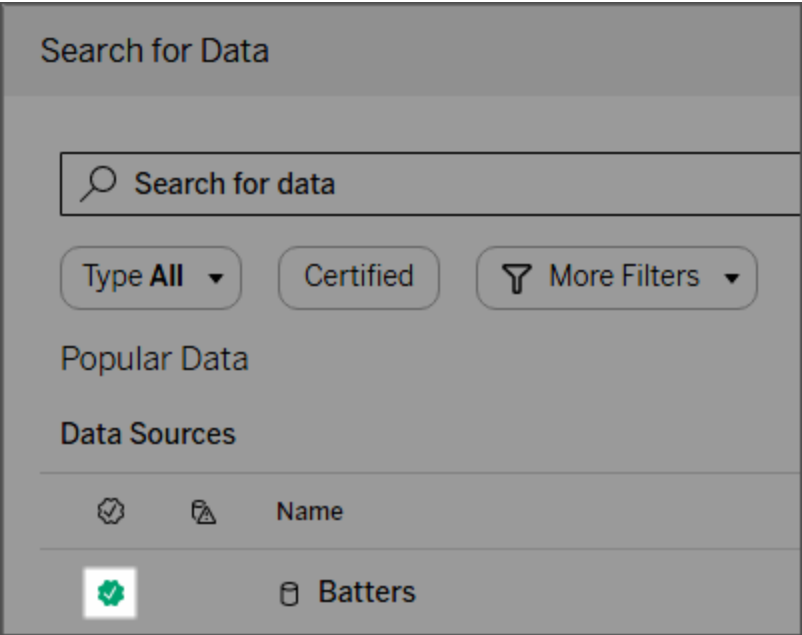 Search for Data
Search for data
Type All Certified More Filters
Popular Data
Data Sources
Name
Batters